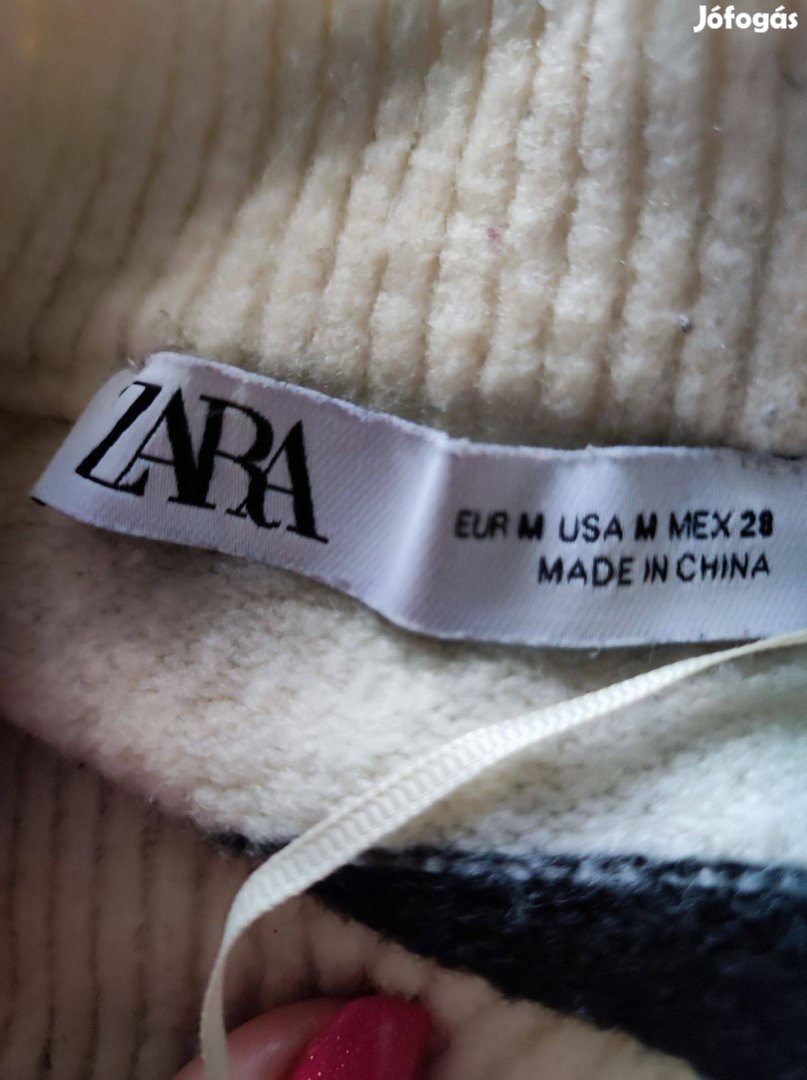 Jófogás
ZARA
EUR M USA M MEX 28
MADE IN CHINA